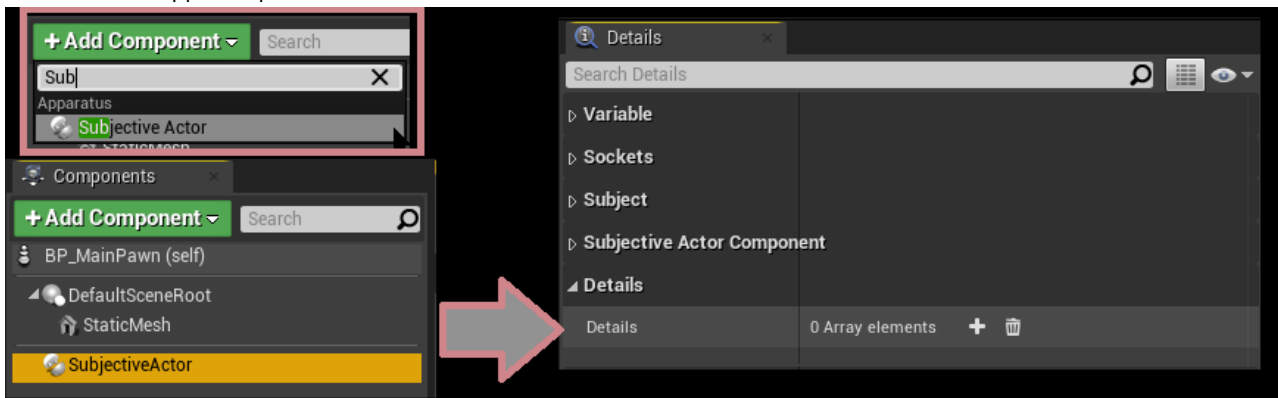 + Add Component
Search
Sub
Apparatus
Subjective Actor
StaticMesh
Components
+ Add Component
Search
BP_MainPawn (self)
DefaultSceneRoot
StaticMesh
SubjectiveActor
Details
Search Details
Variable
Sockets
Subject
Subjective Actor Component
Details
Details 0 Array elements